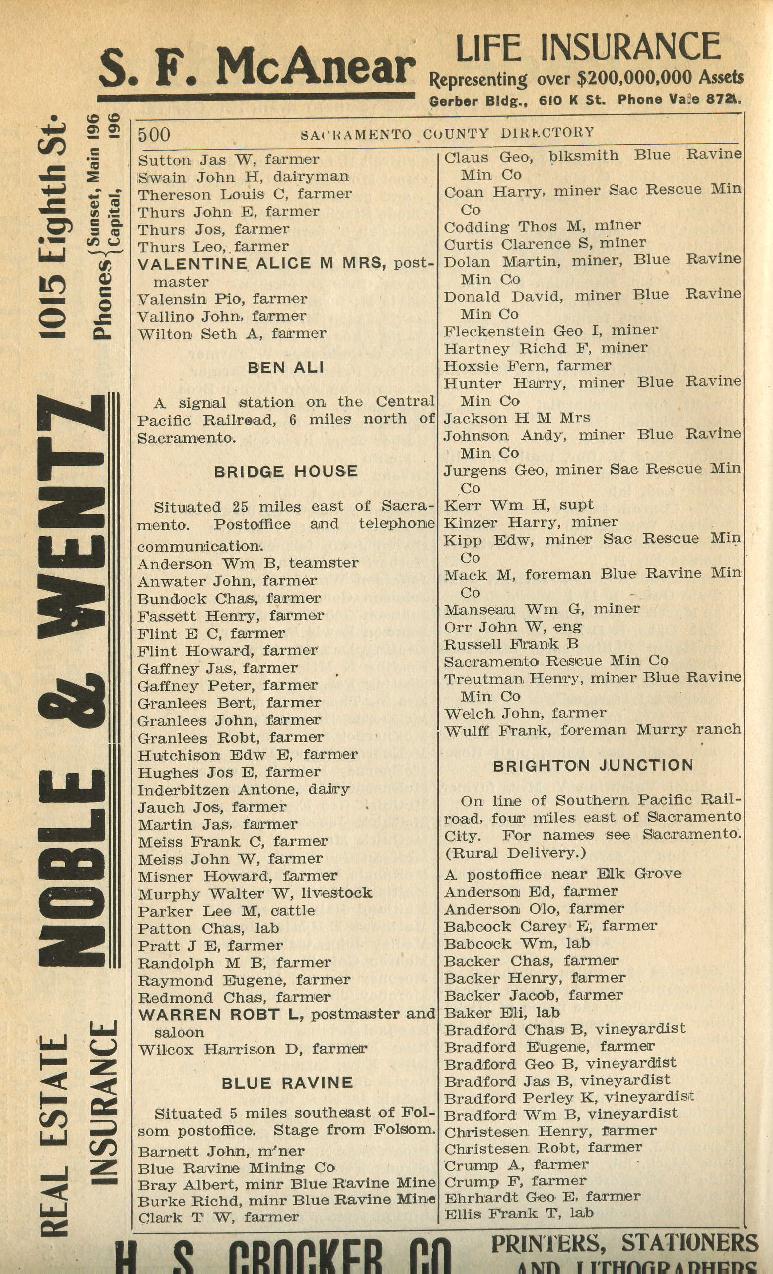 S. F. McAnear
LIFE INSURANCE
Representing over $200,000,000 Assets
Gerber Bldg., 610 K St. Phone Vale 872.
500 SACRAMENTO COUNTY DIRECTORY
Sutton Jas W, farmer
Swain John H, dairyman
Thereson Louis C, farmer
Thurs John E, farmer
Thurs Jos, farmer
Thurs Leo, farmer
VALENTINE ALICE M MRS, post-
master
Valensin Pio, farmer
Vallino John, farmer
Wilton Seth A, farmer
BEN ALI
A signal station on the Central
Pacific Railroad, 6 miles north of
Sacramento.
BRIDGE HOUSE
Situated 25 miles east of Sacra-
mento. Postoffice and telephone
communication.
Anderson Wm B, teamster
Anwater John, farmer
Bundock Chas, farmer
Fassett Henry, farmer
Flint E C, farmer
Flint Howard, farmer
Gaffney Jas, farmer
Gaffney Peter, farmer
Granlees Bert, farmer
Granlees John, farmer
Granlees Robt, farmer
Hutchison Edw E, farmer
Hughes Jos E, farmer
Inderbitzen Antone, dairy
Jauch Jos, farmer
Martin Jas, farmer
Meiss Frank C, farmer
Meiss John W, farmer
Misner Howard, farmer
Murphy Walter W, livestock
Parker Lee M, cattle
Patton Chas, lab
Pratt J E, farmer
Randolph M B, farmer
Raymond Eugene, farmer
Redmond Chas, farmer
WARREN ROBT L, postmaster and
saloon
Wilcox Harrison D, farmer
BLUE RAVINE
Situated 5 miles southeast of Fol-
som postoffice. Stage from Folsom.
Barnett John, m'ner
Blue Ravine Mining Co
Bray Albert, minr Blue Ravine Mine
Burke Richd, minr Blue Ravine Mine
Clark T W, farmer
Claus Geo, blksmith Blue Ravine
Min Co
Coan Harry, miner Sac Rescue Min
Co
Codding Thos M, miner
Curtis Clarence S, miner
Dolan Martin, miner, Blue Ravine
Min Co
Donald David, miner Blue Ravine
Min Co
Fleckenstein Geo I, miner
Hartney Richd F, miner
Hoxsie Fern, farmer
Hunter Harry, miner Blue Ravine
Min Co
Jackson H M Mrs
Johnson Andy, miner Blue Ravine
Min Co
Jurgens Geo, miner Sac Rescue Min
Co
Kerr Wm H, supt
Kinzer Harry, miner
Kipp Edw, miner Sac Rescue Min
Co
Mack M, foreman Blue Ravine Min
Co
Manseau Wm G, miner
Orr John W, eng
Russell Frank B
Sacramento Rescue Min Co
Treutman Henry, miner Blue Ravine
Min Co
Welch John, farmer
Wulff Frank, foreman Murry ranch
BRIGHTON JUNCTION
On line of Southern Pacific Rail-
road, four miles east of Sacramento
City. For names see Sacramento.
(Rural Delivery.)
A postoffice near Elk Grove
Anderson Ed, farmer
Anderson Olo, farmer
Babcock Carey E, farmer
Babcock Wm, lab
Backer Chas, farmer
Backer Henry, farmer
Backer Jacob, farmer
Baker Eli, lab
Bradford Chas B, vineyardist
Bradford Eugene, farmer
Bradford Geo B, vineyardist
Bradford Jas B, vineyardist
Bradford Perley K, vineyardist
Bradford Wm B, vineyardist
Christesen Henry, farmer
Christesen Robt, farmer
Crump A, farmer
Crump F, farmer
Ehrhardt Geo E, farmer
Ellis Frank T, lab
REAL ESTATE
INSURANCE
NOBLE & WENTZ
1015 Eighth St.
Phones { Sunset, Main 196
Capital, 196
H S CROCKER CO
PRINTERS, STATIONERS
AND LITHOGRAPHERS